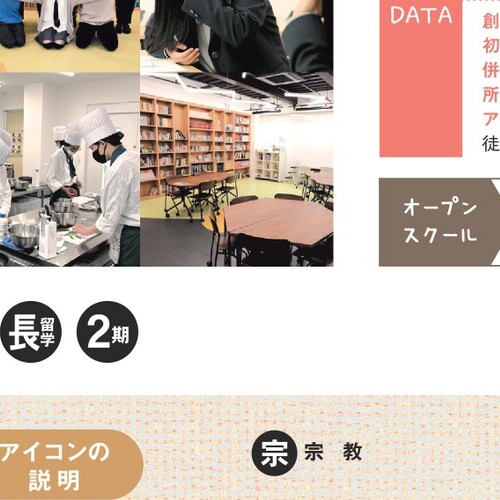 DATA
創
初
併
所
ア
徒
オープン
スクール
長留学
2期
アイコンの
説明
宗 宗教